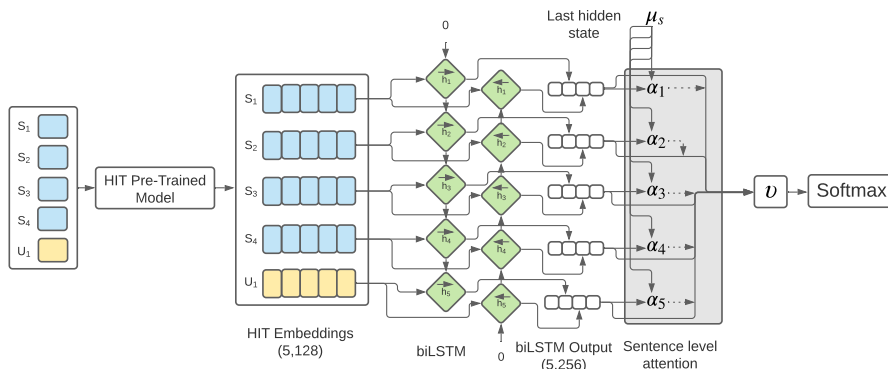 S1
S2
S3
S4
U1
HIT Pre-Trained
Model
S1
S2
S3
S4
U1
HIT Embeddings
(5,128)
0
h1
h2
h3
h4
h5
h1
h2
h3
h4
h5
0
biLSTM
Last hidden
state
biLSTM Output
(5,256)
μs
α1
α2
α3
α4
α5
Sentence level
attention
υ
Softmax